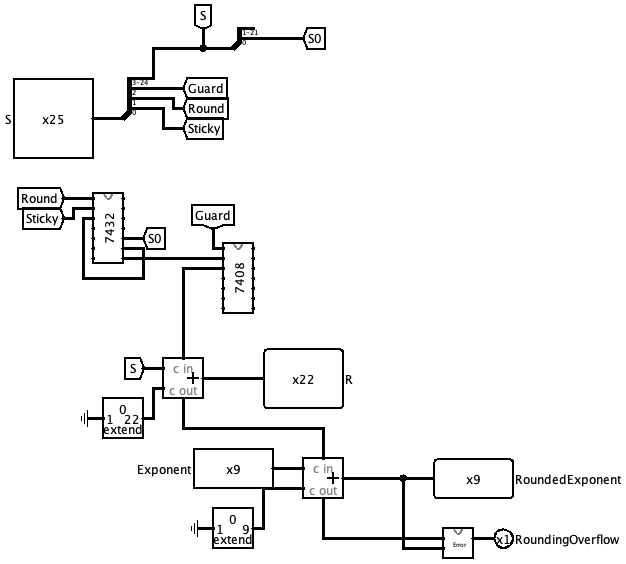 S
1-21
0
S0
S
x25
3-24
2
1
0
Guard
Round
Sticky
Round
Sticky
7432
S0
Guard
7408
S
c in
+
c out
x22
R
0
1 22
extend
Exponent
x9
c in
+
c out
x9
RoundedExponent
0
1 9
extend
Error
x1
RoundingOverflow